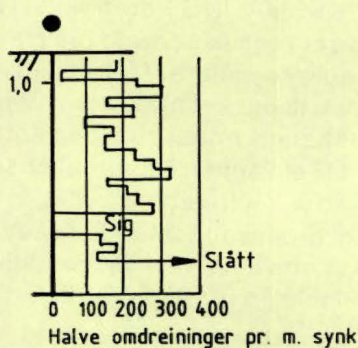 1,0
Sig
Slått
0 100 200 300 400
Halve omdreininger pr. m. synk